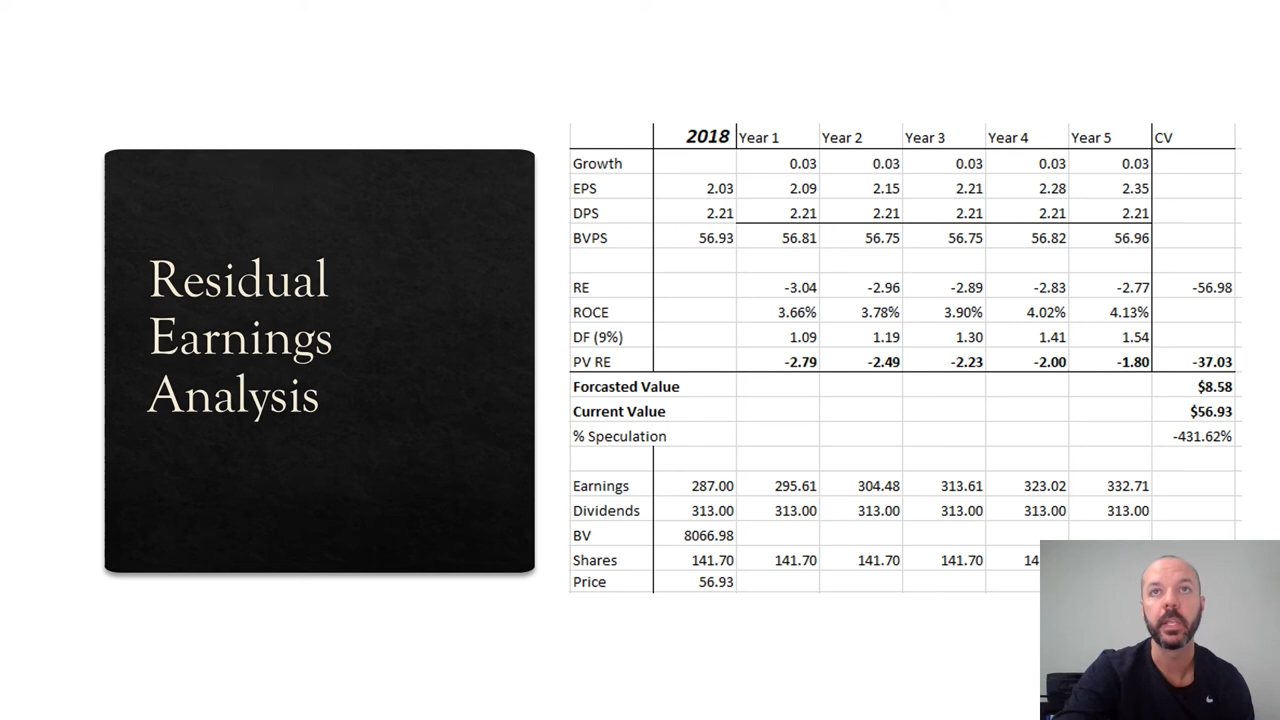 Residual
Earnings
Analysis
2018 Year 1 Year 2 Year 3 Year 4 Year 5 CV
Growth 0.03 0.03 0.03 0.03 0.03
EPS 2.03 2.09 2.15 2.21 2.28 2.35
DPS 2.21 2.21 2.21 2.21 2.21 2.21
BVPS 56.93 56.81 56.75 56.75 56.82 56.96
RE -3.04 -2.96 -2.89 -2.83 -2.77 -56.98
ROCE 3.66% 3.78% 3.90% 4.02% 4.13%
DF (9%) 1.09 1.19 1.30 1.41 1.54
PV RE -2.79 -2.49 -2.23 -2.00 -1.80 -37.03
Forcasted Value $8.58
Current Value $56.93
% Speculation -431.62%
Earnings 287.00 295.61 304.48 313.61 323.02 332.71
Dividends 313.00 313.00 313.00 313.00 313.00 313.00
BV 8066.98
Shares 141.70 141.70 141.70 141.70 14
Price 56.93